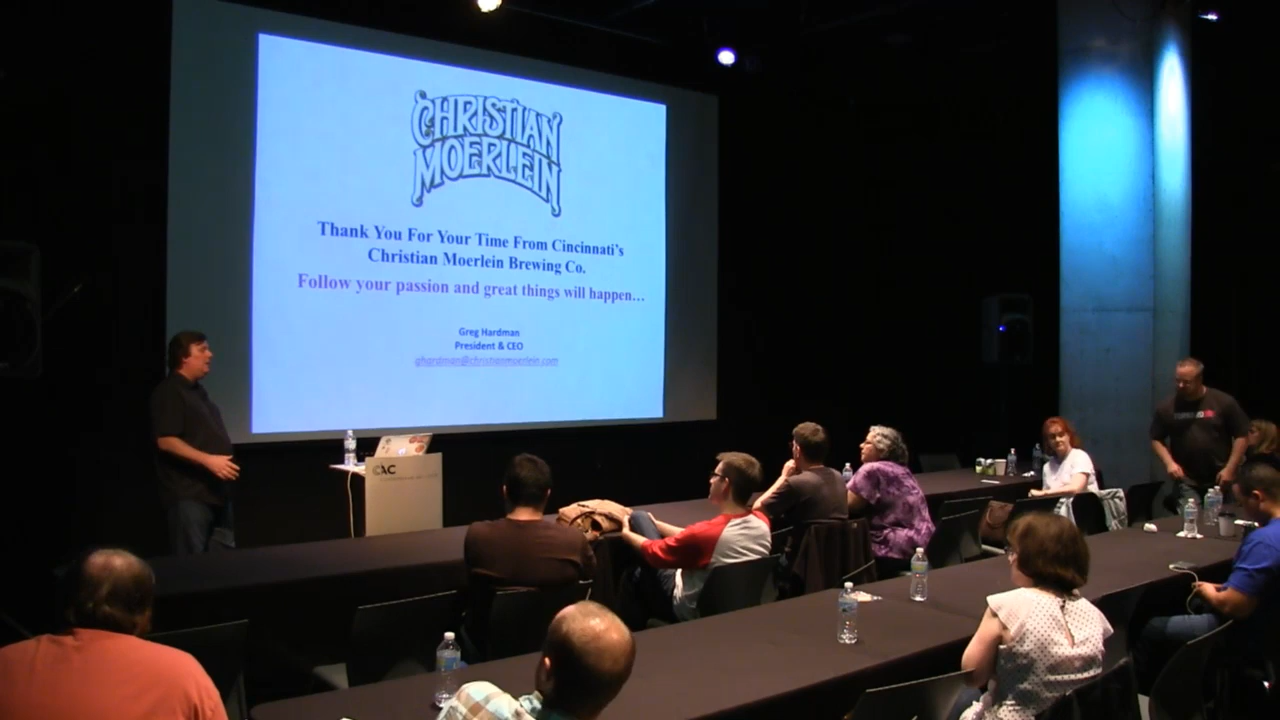 CHRISTIAN
MOERLEIN
Thank You For Your Time From Cincinnati's
Christian Moerlein Brewing Co.
Follow your passion and great things will happen…
Greg Hardman
President & CEO
ghardman@christianmoerlein.com
CAC